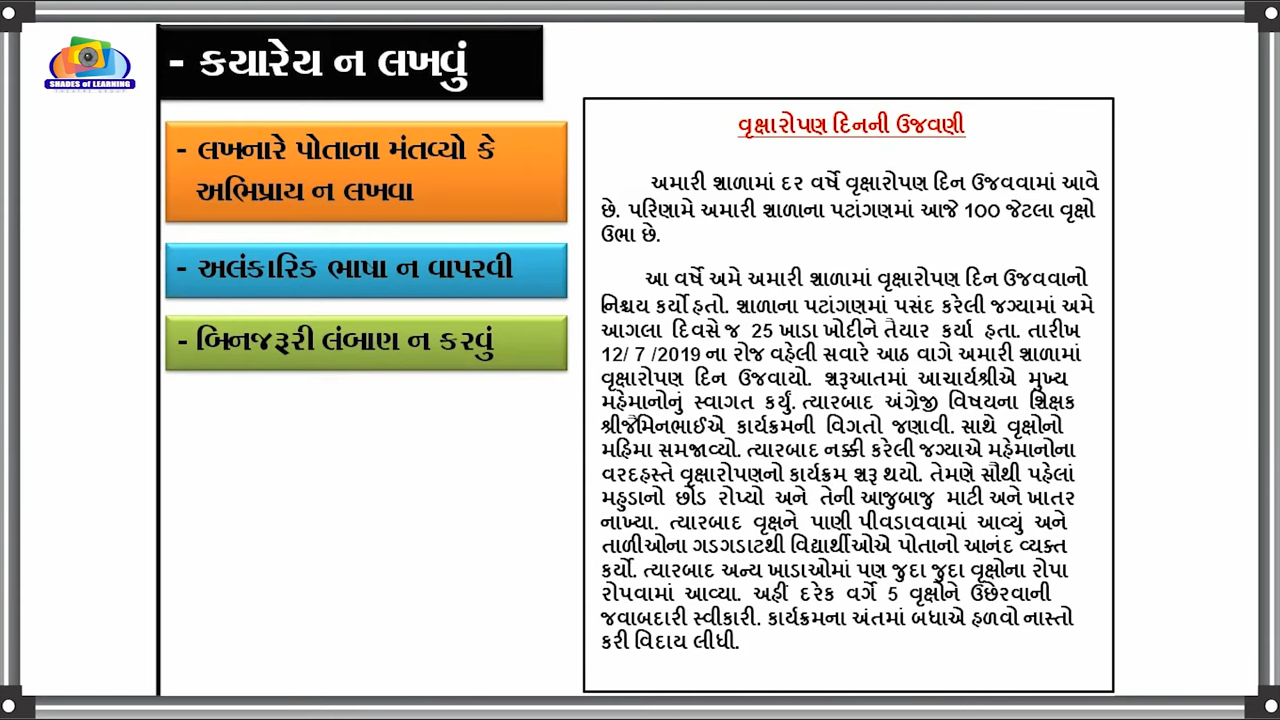 SHADES of LEARNING
- કયારેય ન લખવું
- લખનારે પોતાના મંતવ્યો કે
અભિપ્રાય ન લખવા
- અલંકારિક ભાષા ન વાપરવી
- બિનજરૂરી લંબાણ ન કરવું
વૃક્ષારોપણ દિનની ઉજવણી
અમારી શાળામાં દર વર્ષે વૃક્ષારોપણ દિન ઉજવવામાં આવે
છે. પરિણામે અમારી શાળાના પટાંગણમાં આજે 100 જેટલા વૃક્ષો
ઉભા છે.
આ વર્ષે અમે અમારી શાળામાં વૃક્ષારોપણ દિન ઉજવવાનો
નિશ્ચય કર્યો હતો. શાળાના પટાંગણમાં પસંદ કરેલી જગ્યામાં અમે
આગલા દિવસે જ 25 ખાડા ખોદીને તૈયાર કર્યા હતા. તારીખ
12/ 7 /2019 ના રોજ વહેલી સવારે આઠ વાગે અમારી શાળામાં
વૃક્ષારોપણ દિન ઉજવાયો. શરૂઆતમાં આચાર્યશ્રીએ મુખ્ય
મહેમાનોનું સ્વાગત કર્યું. ત્યારબાદ અંગ્રેજી વિષયના શિક્ષક
શ્રીજૈમિનભાઈએ કાર્યક્રમની વિગતો જણાવી. સાથે વૃક્ષોનો
મહિમા સમજાવ્યો. ત્યારબાદ નક્કી કરેલી જગ્યાએ મહેમાનોના
વરદહસ્તે વૃક્ષારોપણનો કાર્યક્રમ શરૂ થયો. તેમણે સૌથી પહેલાં
મહુડાનો છોડ રોપ્યો અને તેની આજુબાજુ માટી અને ખાતર
નાખ્યા. ત્યારબાદ વૃક્ષને પાણી પીવડાવવામાં આવ્યું અને
તાળીઓના ગડગડાટથી વિદ્યાર્થીઓએ પોતાનો આનંદ વ્યક્ત
કર્યો. ત્યારબાદ અન્ય ખાડાઓમાં પણ જુદા જુદા વૃક્ષોના રોપા
રોપવામાં આવ્યા. અહીં દરેક વર્ગે 5 વૃક્ષોને ઉછેરવાની
જવાબદારી સ્વીકારી. કાર્યક્રમના અંતમાં બધાએ હળવો નાસ્તો
કરી વિદાય લીધી.